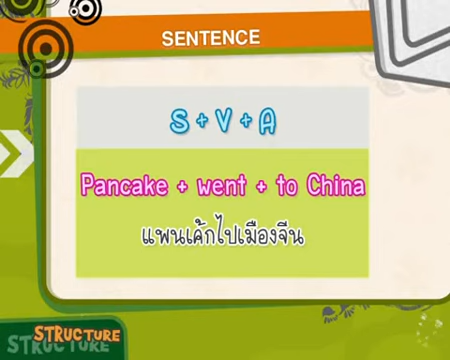 SENTENCE
S + V + A
Pancake + went + to China
แพนเค้กไปเมืองจีน
STRUCTURE
STRUCTURE